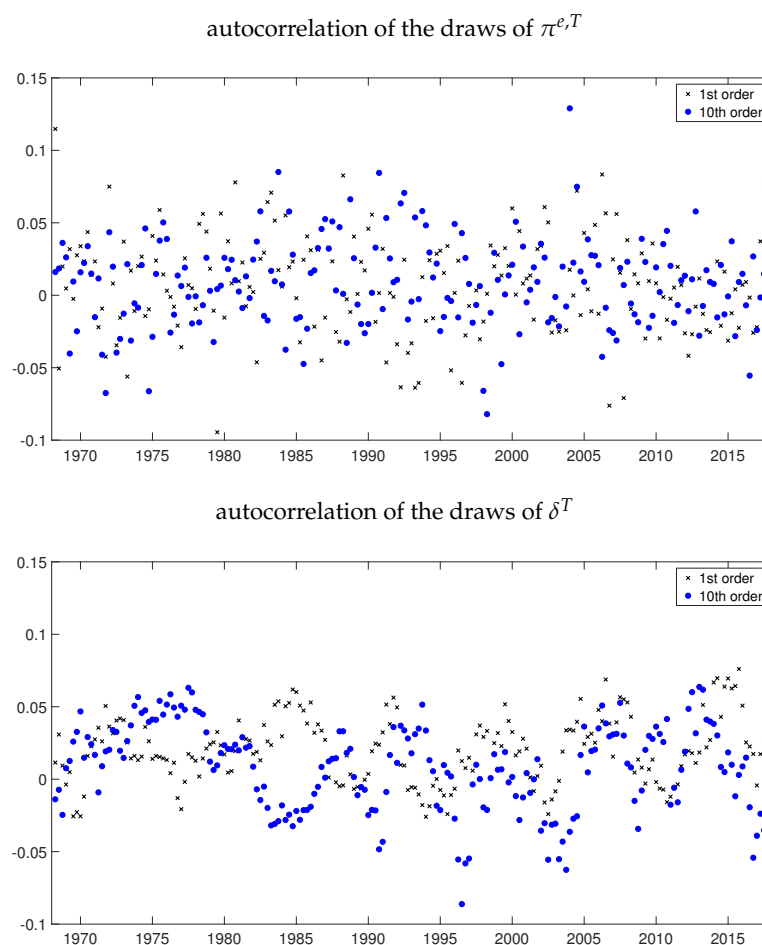 autocorrelation of the draws of π^{e,T}
0.15
× 1st order
● 10th order
0.1
0.05
0
-0.05
-0.1
1970 1975 1980 1985 1990 1995 2000 2005 2010 2015
autocorrelation of the draws of δ^T
0.15
× 1st order
● 10th order
0.1
0.05
0
-0.05
-0.1
1970 1975 1980 1985 1990 1995 2000 2005 2010 2015